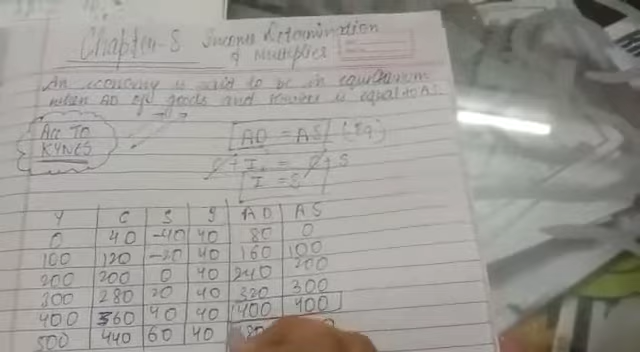 Chapter-8 Income Determination
& Multiplier
An economy is said to be in equilibrium
when AD of goods and services is equal to AS.
Acc TO
KYNES
AD = AS (Eq)
C+I = C+S
I = S
Y C S I AD AS
0 40 -40 40 80 0
100 120 -20 40 160 100
200 200 0 40 240 200
300 280 20 40 320 300
400 360 40 40 400 400
500 440 60 40